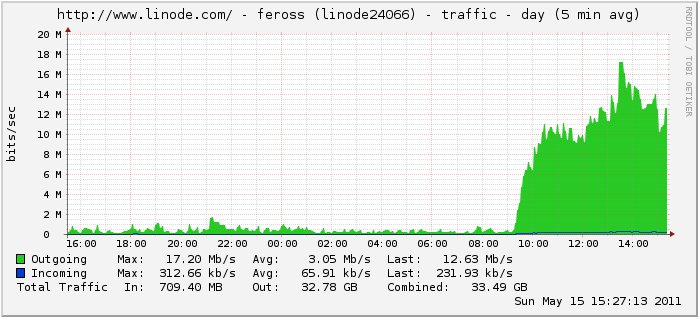 http://www.linode.com/ - feross (linode24066) - traffic - day (5 min avg)
RRDTOOL / TOBI OETIKER
bits/sec
20 M
18 M
16 M
14 M
12 M
10 M
8 M
6 M
4 M
2 M
0
16:00 18:00 20:00 22:00 00:00 02:00 04:00 06:00 08:00 10:00 12:00 14:00
Outgoing Max: 17.20 Mb/s Avg: 3.05 Mb/s Last: 12.63 Mb/s
Incoming Max: 312.66 kb/s Avg: 65.91 kb/s Last: 231.93 kb/s
Total Traffic In: 709.40 MB Out: 32.78 GB Combined: 33.49 GB
Sun May 15 15:27:13 2011